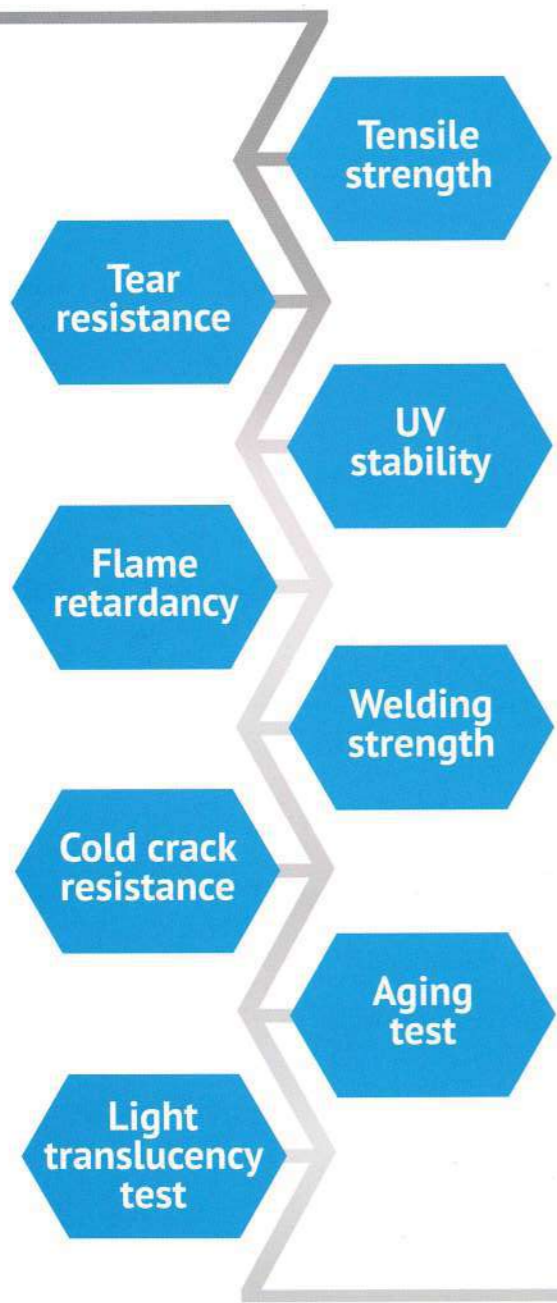 Tensile
strength
Tear
resistance
UV
stability
Flame
retardancy
Welding
strength
Cold crack
resistance
Aging
test
Light
translucency
test